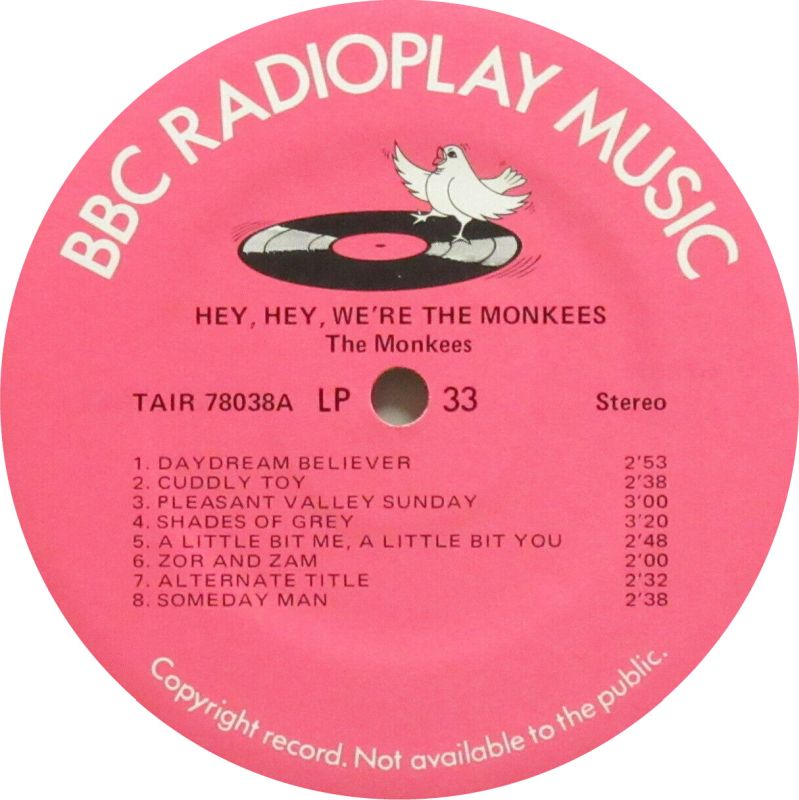 BBC RADIOPLAY MUSIC
HEY, HEY, WE'RE THE MONKEES
The Monkees
TAIR 78038A LP 33 Stereo
1. DAYDREAM BELIEVER 2'53
2. CUDDLY TOY 2'38
3. PLEASANT VALLEY SUNDAY 3'00
4. SHADES OF GREY 3'20
5. A LITTLE BIT ME, A LITTLE BIT YOU 2'48
6. ZOR AND ZAM 2'00
7. ALTERNATE TITLE 2'32
8. SOMEDAY MAN 2'38
Copyright record. Not available to the public.